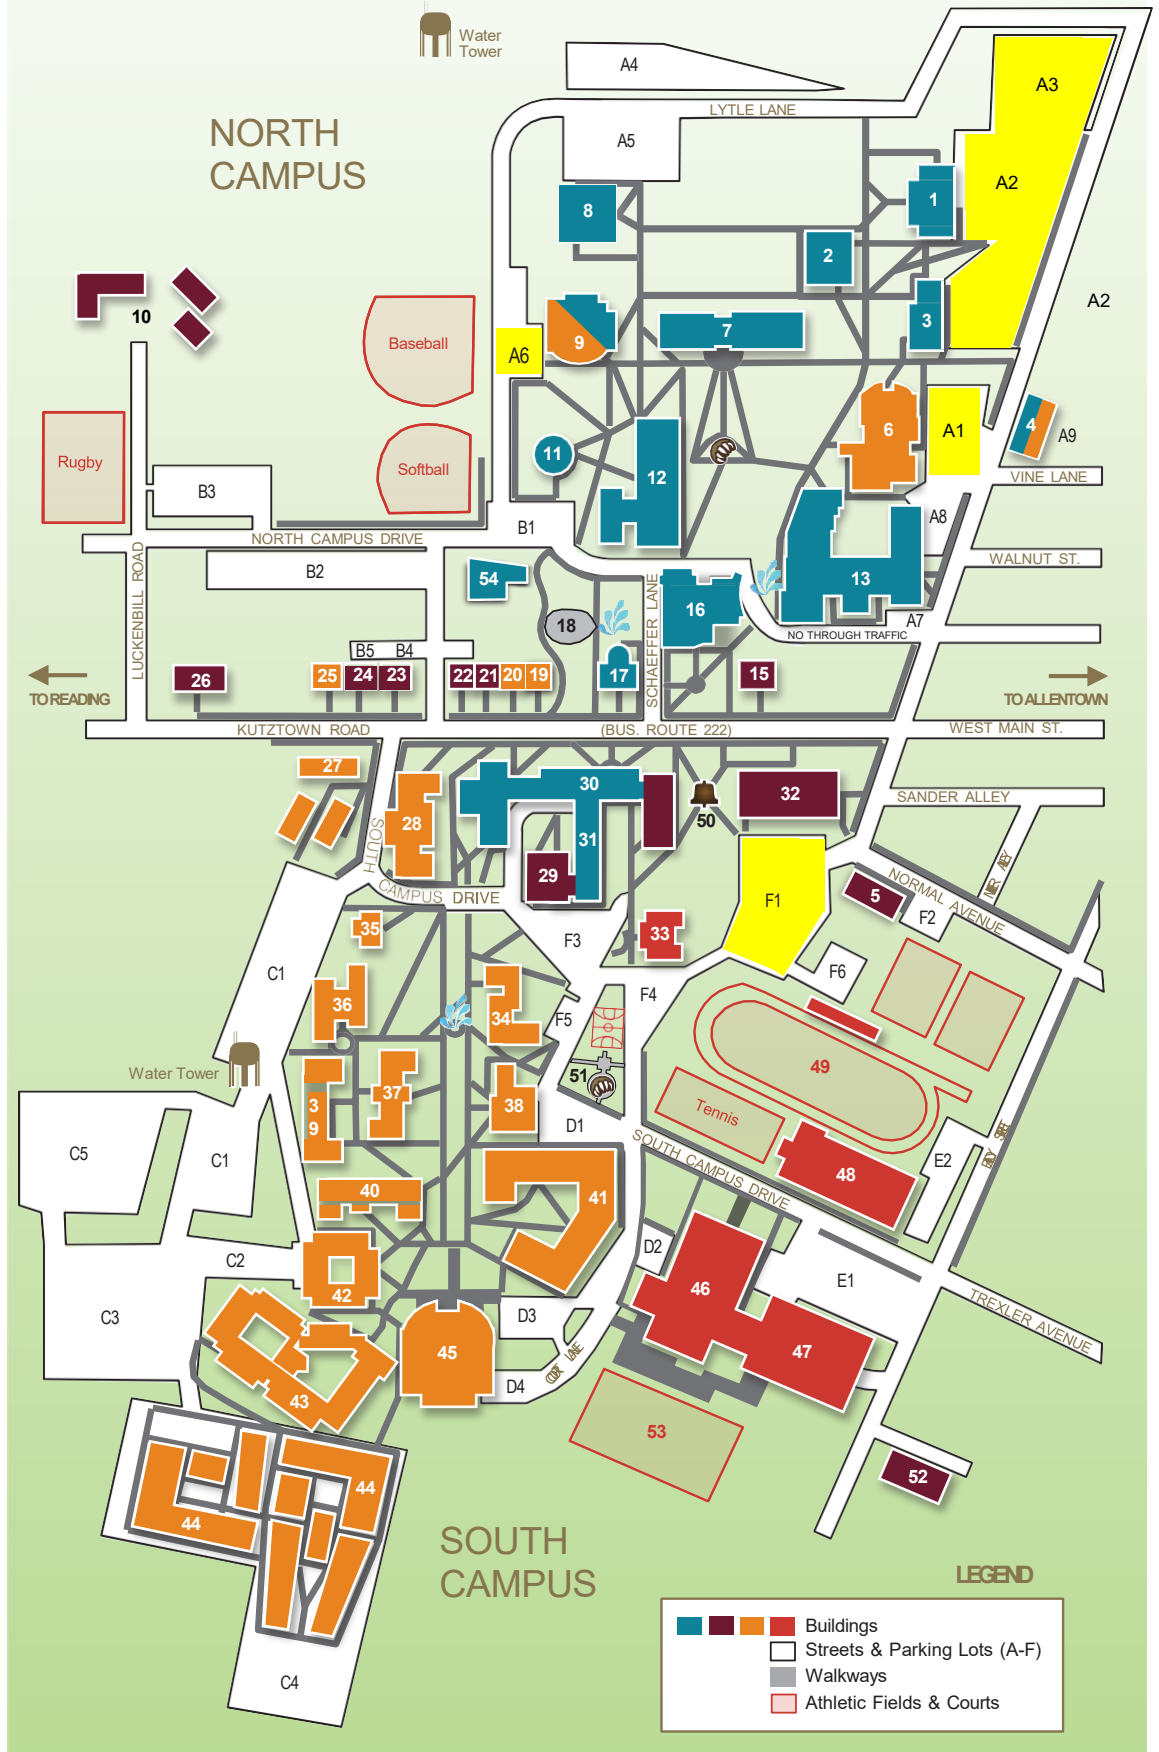 Water
Tower
A4
A3
LYTLE LANE
NORTH
CAMPUS
A5
A2
1
8
2
A2
10
3
7
9
Baseball
A6
6
4
A1
A9
11
12
Rugby
Softball
VINE LANE
B3
A8
B1
NORTH CAMPUS DRIVE
WALNUT ST.
B2
54
13
LUCKENBILL ROAD
SCHAEFFER LANE
16
18
A7
NO THROUGH TRAFFIC
B5
B4
26
25
24
23
22
21
20
19
17
15
TO READING
TO ALLENTOWN
KUTZTOWN ROAD
(BUS. ROUTE 222)
WEST MAIN ST.
27
30
32
SANDER ALLEY
50
28
SOUTH
31
29
CAMPUS DRIVE
NORMAL AVENUE
5
F1
F2
35
33
F3
C1
F6
36
F4
34
F5
49
51
Water Tower
37
38
3
9
Tennis
D1
C5
C1
SOUTH CAMPUS DRIVE
E2
48
40
41
D2
C2
42
46
E1
C3
D3
TREXLER AVENUE
45
47
D4
43
53
52
44
44
SOUTH
CAMPUS
C4
LEGEND
Buildings
Streets & Parking Lots (A-F)
Walkways
Athletic Fields & Courts